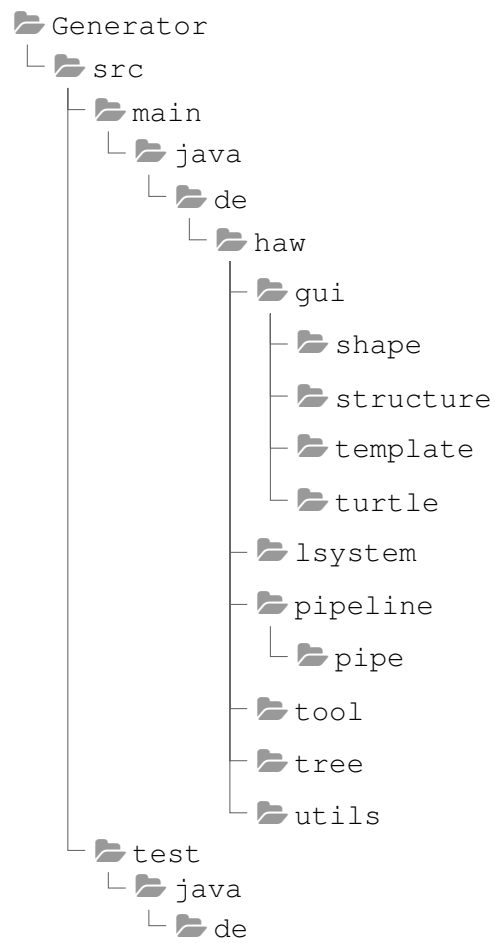 Generator
src
main
java
de
haw
gui
shape
structure
template
turtle
lsystem
pipeline
pipe
tool
tree
utils
test
java
de